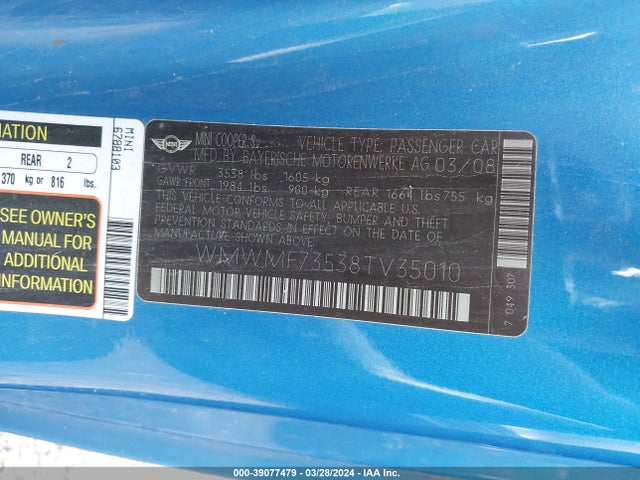 MINI
MINI COOPER S
VEHICLE TYPE: PASSENGER CAR
MFD BY BAYERISCHE MOTORENWERKE AG 03/08
GVWR 3538 lbs 1605 kg
GAWR FRONT 1984 lbs 900 kg REAR 1664 lbs 755 kg
THIS VEHICLE CONFORMS TO ALL APPLICABLE U.S.
FEDERAL MOTOR VEHICLE SAFETY, BUMPER AND THEFT
PREVENTION STANDARDS IN EFFECT ON THE DATE OF
MANUFACTURE SHOWN ABOVE.
WMWMF73538TV35010
7 049 307
MINI
6Z88103
MATION
REAR 2
370 kg or 816 lbs.
SEE OWNER'S
MANUAL FOR
ADDITIONAL
INFORMATION
000-39077479 | 03/28/2024 - IAA Inc.